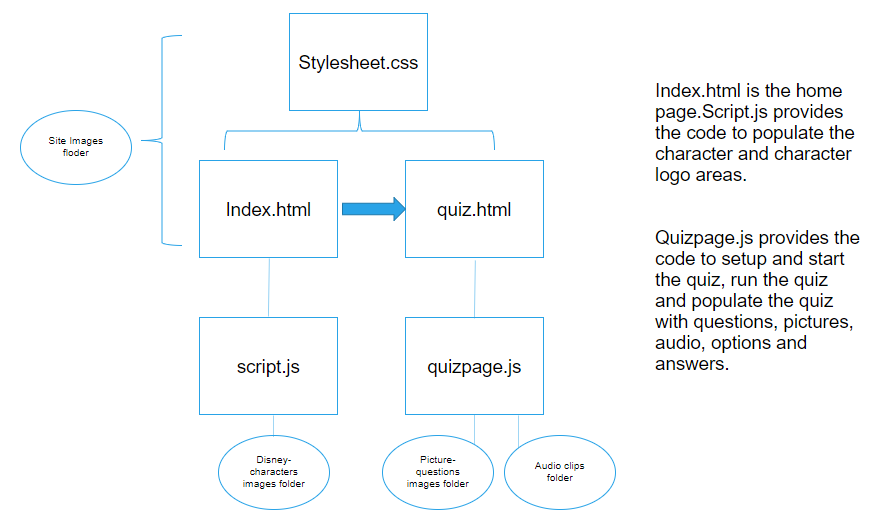 Stylesheet.css
Site Images
floder
Index.html
quiz.html
script.js
quizpage.js
Disney-
characters
images folder
Picture-
questions
images folder
Audio clips
folder
Index.html is the home
page.Script.js provides
the code to populate the
character and character
logo areas.
Quizpage.js provides the
code to setup and start
the quiz, run the quiz
and populate the quiz
with questions, pictures,
audio, options and
answers.